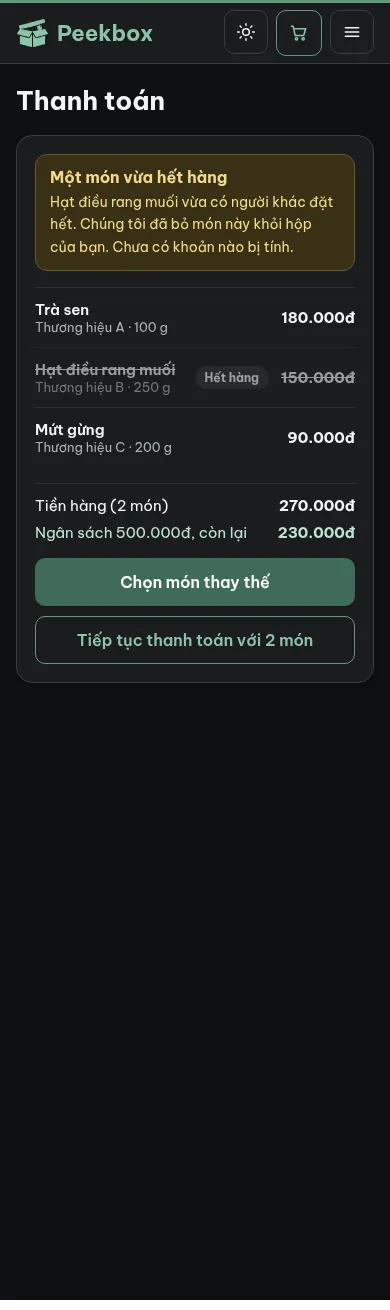 Peekbox
Thanh toán
Một món vừa hết hàng
Hạt điều rang muối vừa có người khác đặt
hết. Chúng tôi đã bỏ món này khỏi hộp
của bạn. Chưa có khoản nào bị tính.
Trà sen
Thương hiệu A · 100 g
180.000đ
Hạt điều rang muối
Thương hiệu B · 250 g
Hết hàng
150.000đ
Mứt gừng
Thương hiệu C · 200 g
90.000đ
Tiền hàng (2 món)
270.000đ
Ngân sách 500.000đ, còn lại
230.000đ
Chọn món thay thế
Tiếp tục thanh toán với 2 món